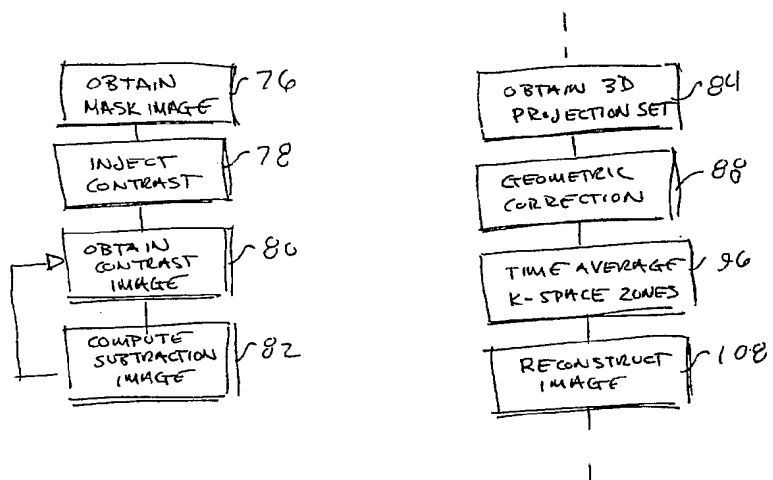 OBTAIN
MASK IMAGE
76
INJECT
CONTRAST
78
OBTAIN
CONTRAST
IMAGE
80
COMPUTE
SUBTRACTION
IMAGE
82
OBTAIN 3D
PROJECTION SET
84
GEOMETRIC
CORRECTION
88
TIME AVERAGE
K-SPACE ZONES
96
RECONSTRUCT
IMAGE
108